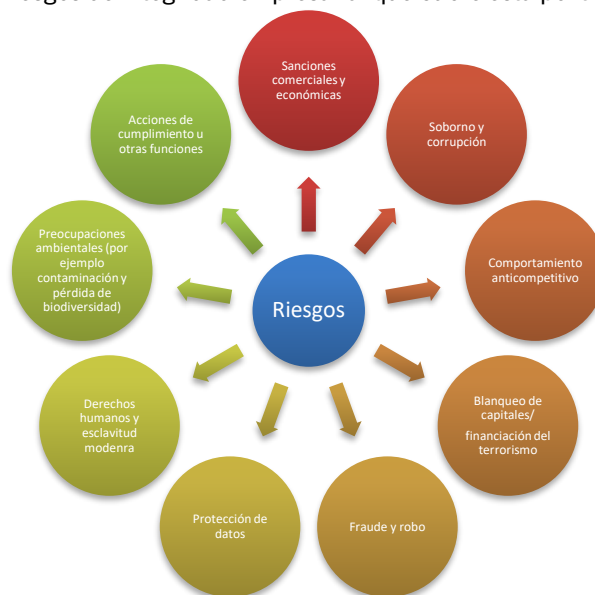 Sanciones
comerciales y
económicas
Soborno y
corrupción
Comportamiento
anticompetitivo
Blanqueo de
capitales/
financiación del
terrorismo
Fraude y robo
Protección de
datos
Derechos
humanos y
esclavitud
modenra
Preocupaciones
ambientales (por
ejemplo
contaminación y
pérdida de
biodiversidad)
Acciones de
cumplimiento u
otras funciones
Riesgos